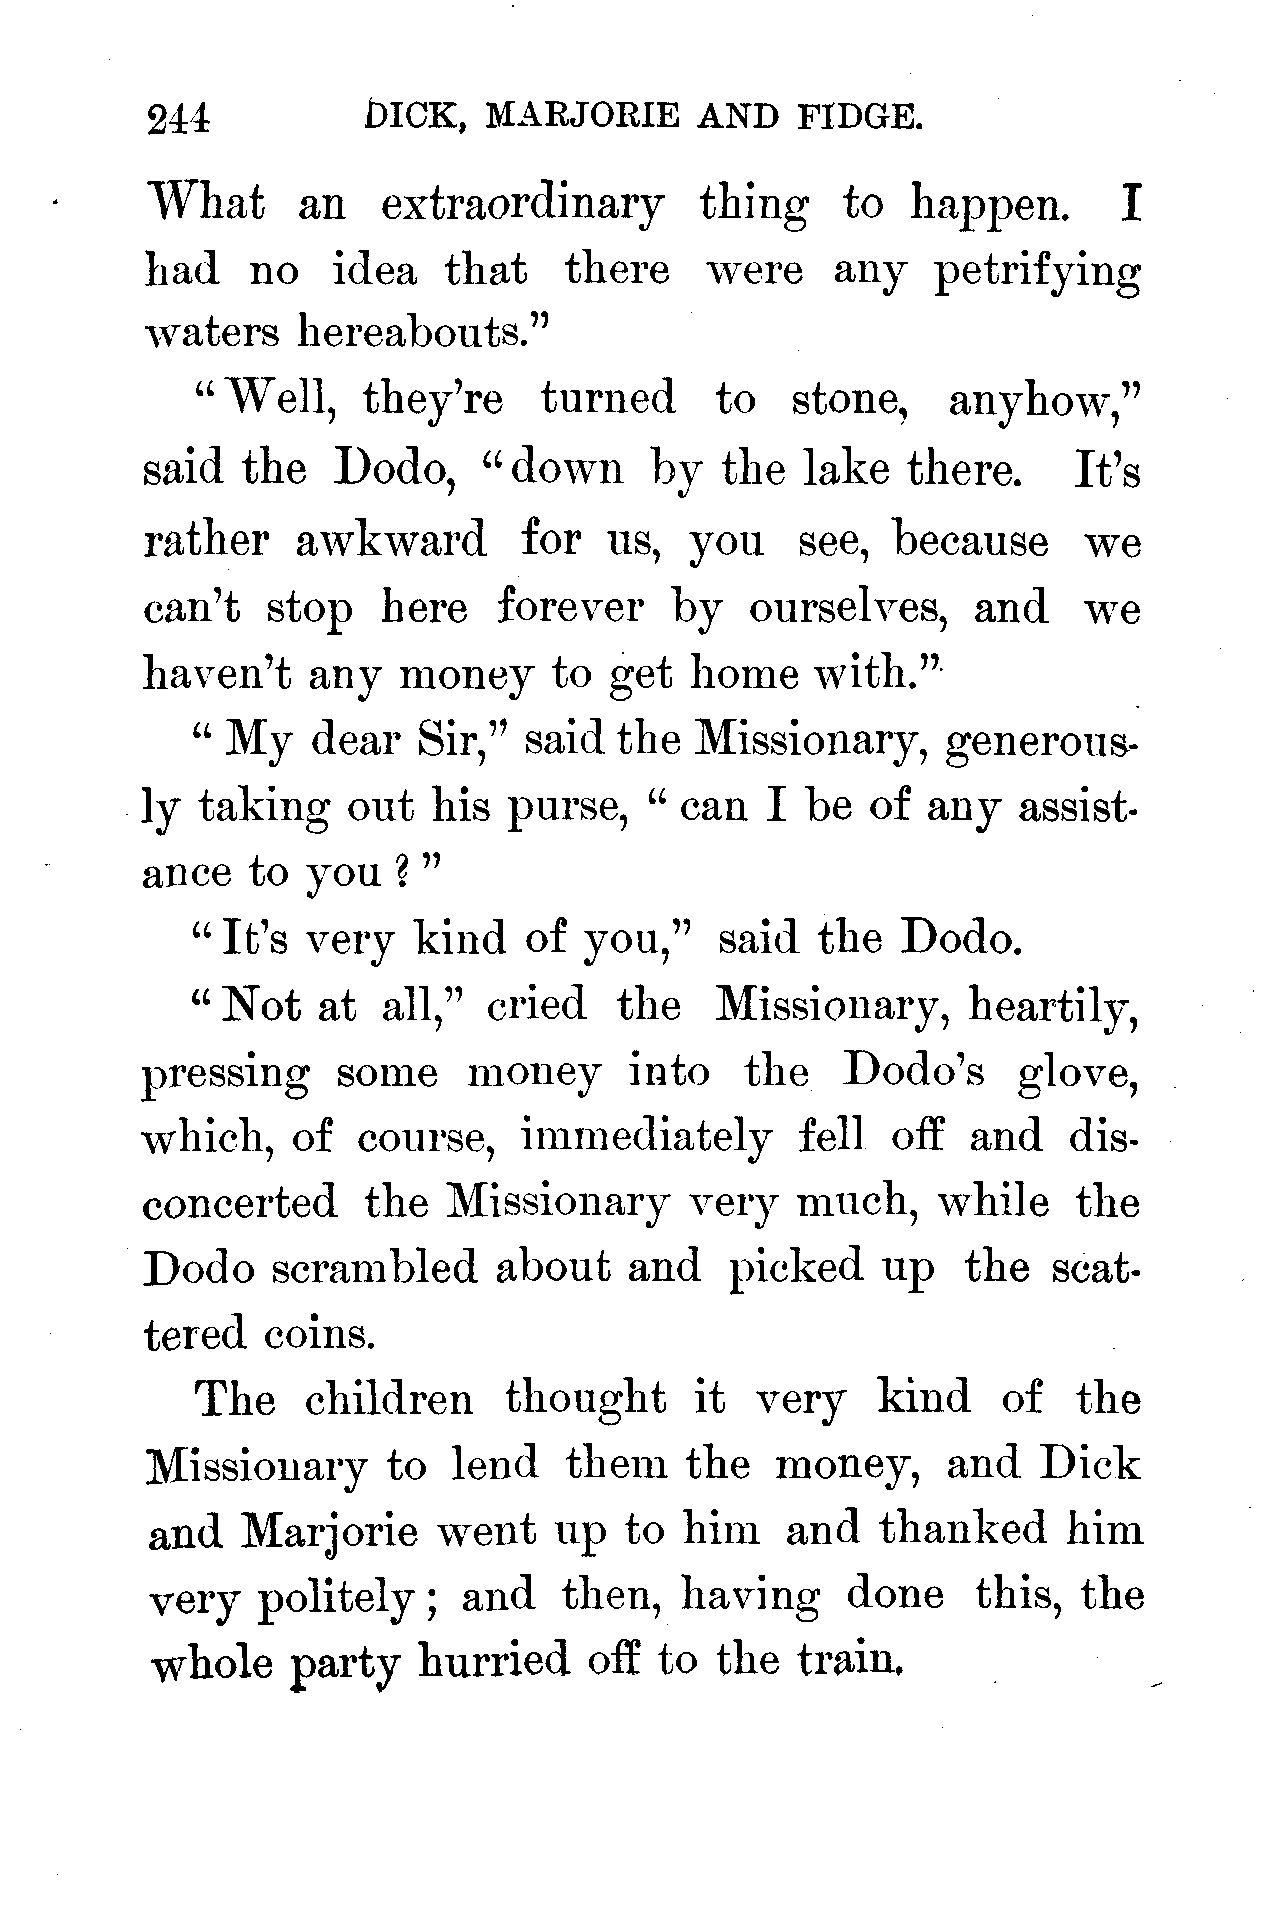 244 DICK, MARJORIE AND FIDGE.
What an extraordinary thing to happen. I
had no idea that there were any petrifying
waters hereabouts.”
“ Well, they’re turned to stone, anyhow,”
said the Dodo, “ down by the lake there. It’s
rather awkward for us, you see, because we
can’t stop here forever by ourselves, and we
haven’t any money to get home with.”
“ My dear Sir,” said the Missionary, generous-
ly taking out his purse, “ can I be of any assist-
ance to you ? ”
“ It’s very kind of you,” said the Dodo.
“ Not at all,” cried the Missionary, heartily,
pressing some money into the Dodo’s glove,
which, of course, immediately fell off and dis-
concerted the Missionary very much, while the
Dodo scrambled about and picked up the scat-
tered coins.
The children thought it very kind of the
Missionary to lend them the money, and Dick
and Marjorie went up to him and thanked him
very politely ; and then, having done this, the
whole party hurried off to the train.